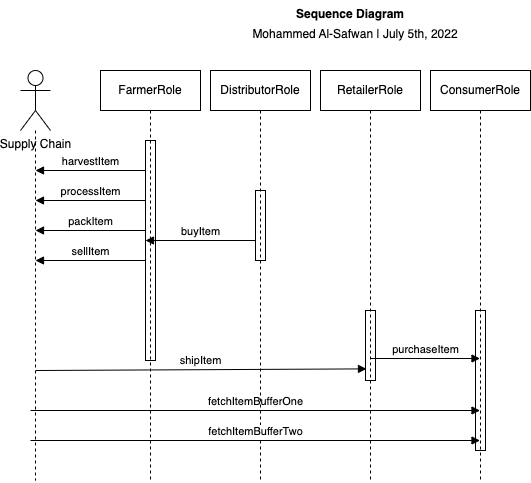 Sequence Diagram
Mohammed Al-Safwan | July 5th, 2022
FarmerRole
DistributorRole
RetailerRole
ConsumerRole
Supply Chain
harvestItem
processItem
packItem
buyItem
sellItem
purchaseItem
shipItem
fetchItemBufferOne
fetchItemBufferTwo